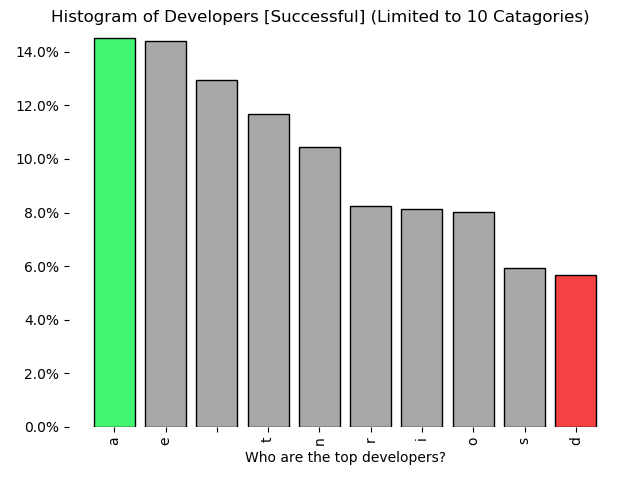 Histogram of Developers [Successful] (Limited to 10 Catagories)
14.0%
12.0%
10.0%
8.0%
6.0%
4.0%
2.0%
0.0%
a e t n r i o s d
Who are the top developers?